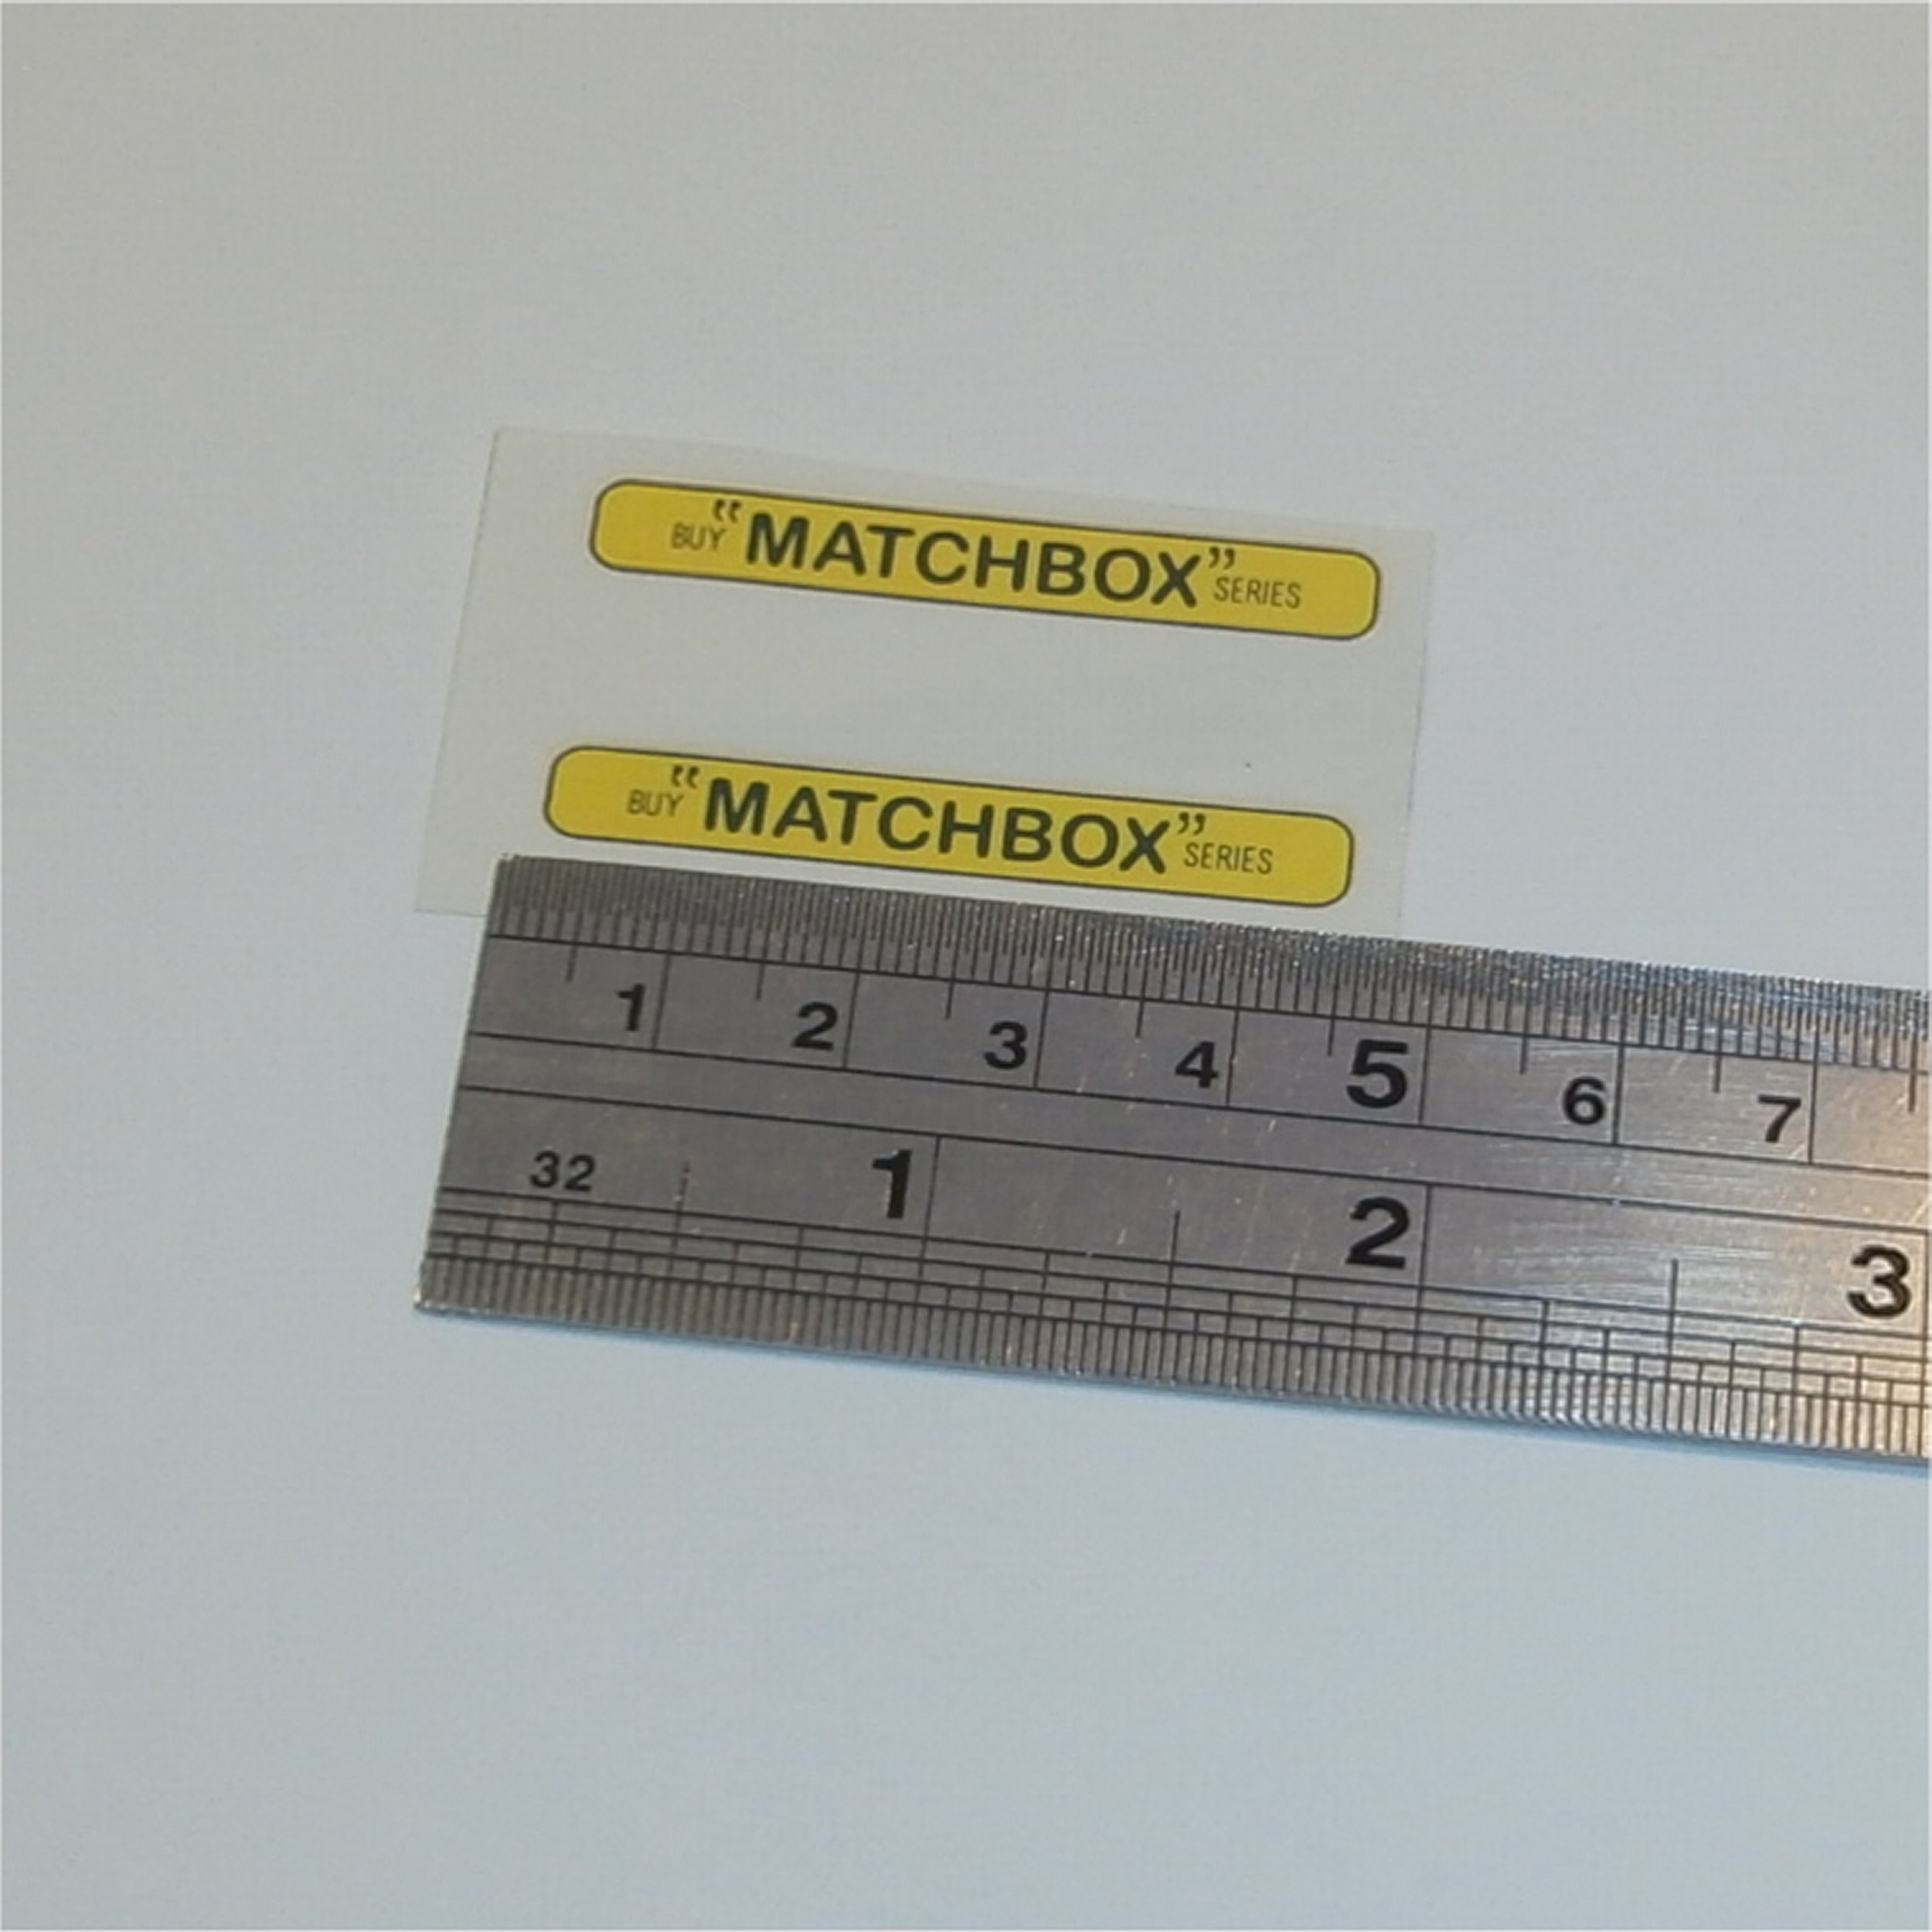 BUY “MATCHBOX” SERIES
BUY “MATCHBOX” SERIES
1 2 3 4 5 6 7
32 1 2 3